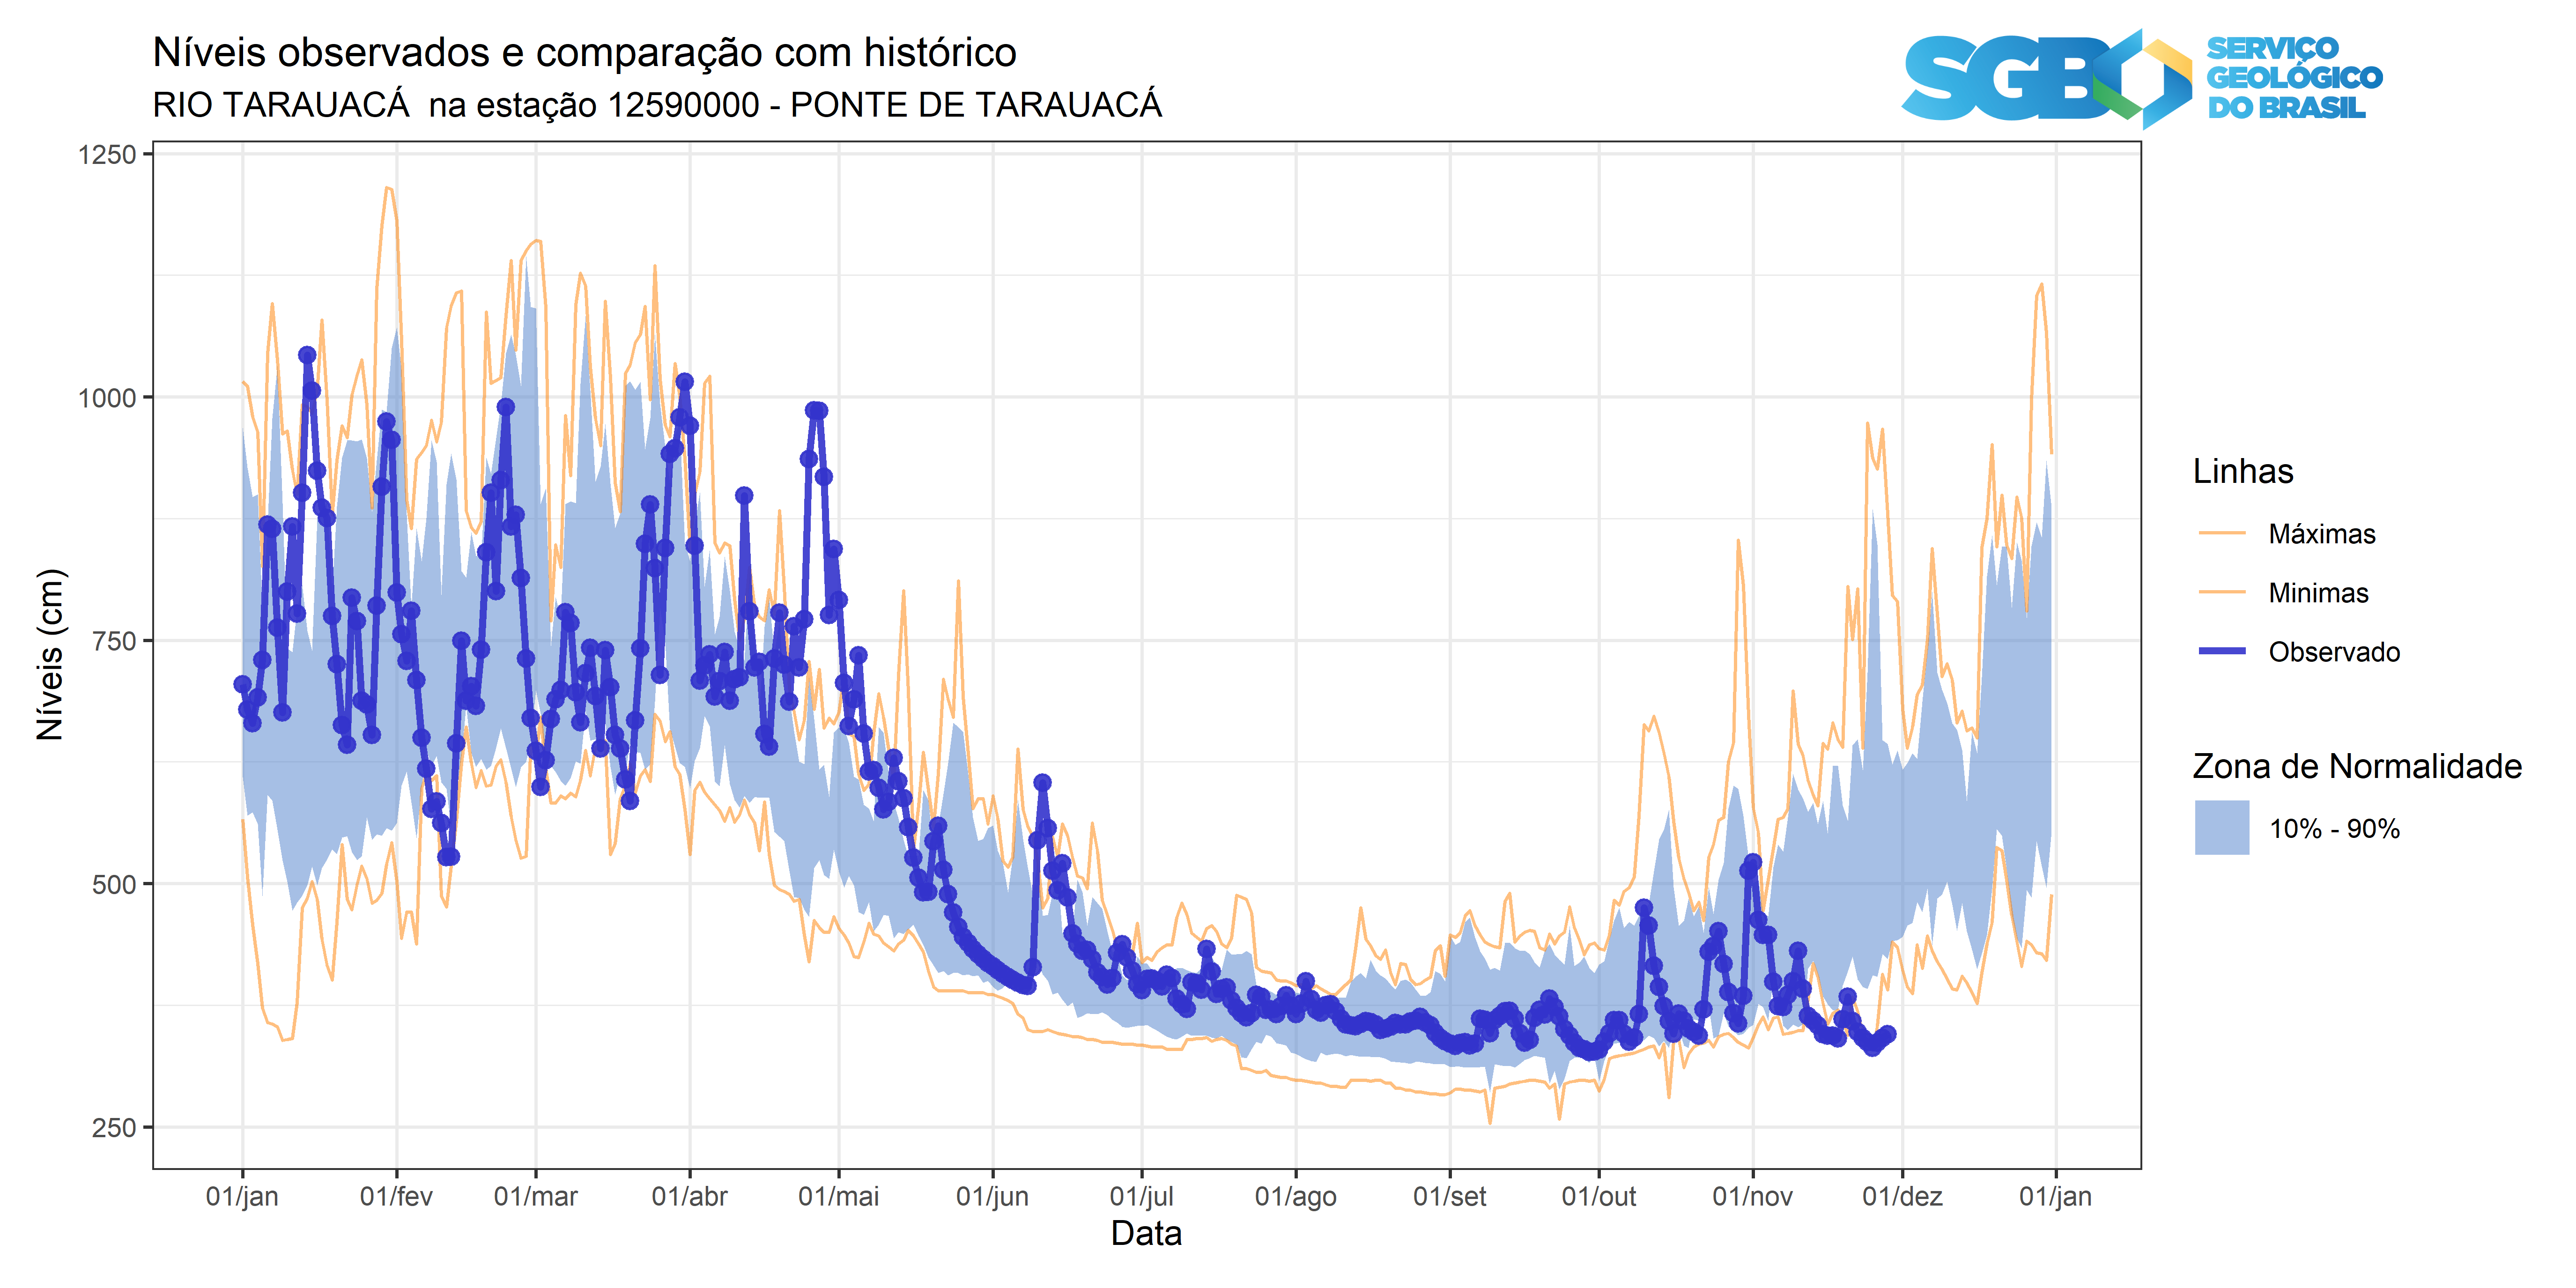 Níveis observados e comparação com histórico
RIO TARAUACÁ  na estação 12590000 - PONTE DE TARAUACÁ
SGB
SERVIÇO
GEOLÓGICO
DO BRASIL
Níveis (cm)
1250
1000
750
500
250
01/jan
01/fev
01/mar
01/abr
01/mai
01/jun
01/jul
01/ago
01/set
01/out
01/nov
01/dez
01/jan
Data
Linhas
Máximas
Minimas
Observado
Zona de Normalidade
10% - 90%